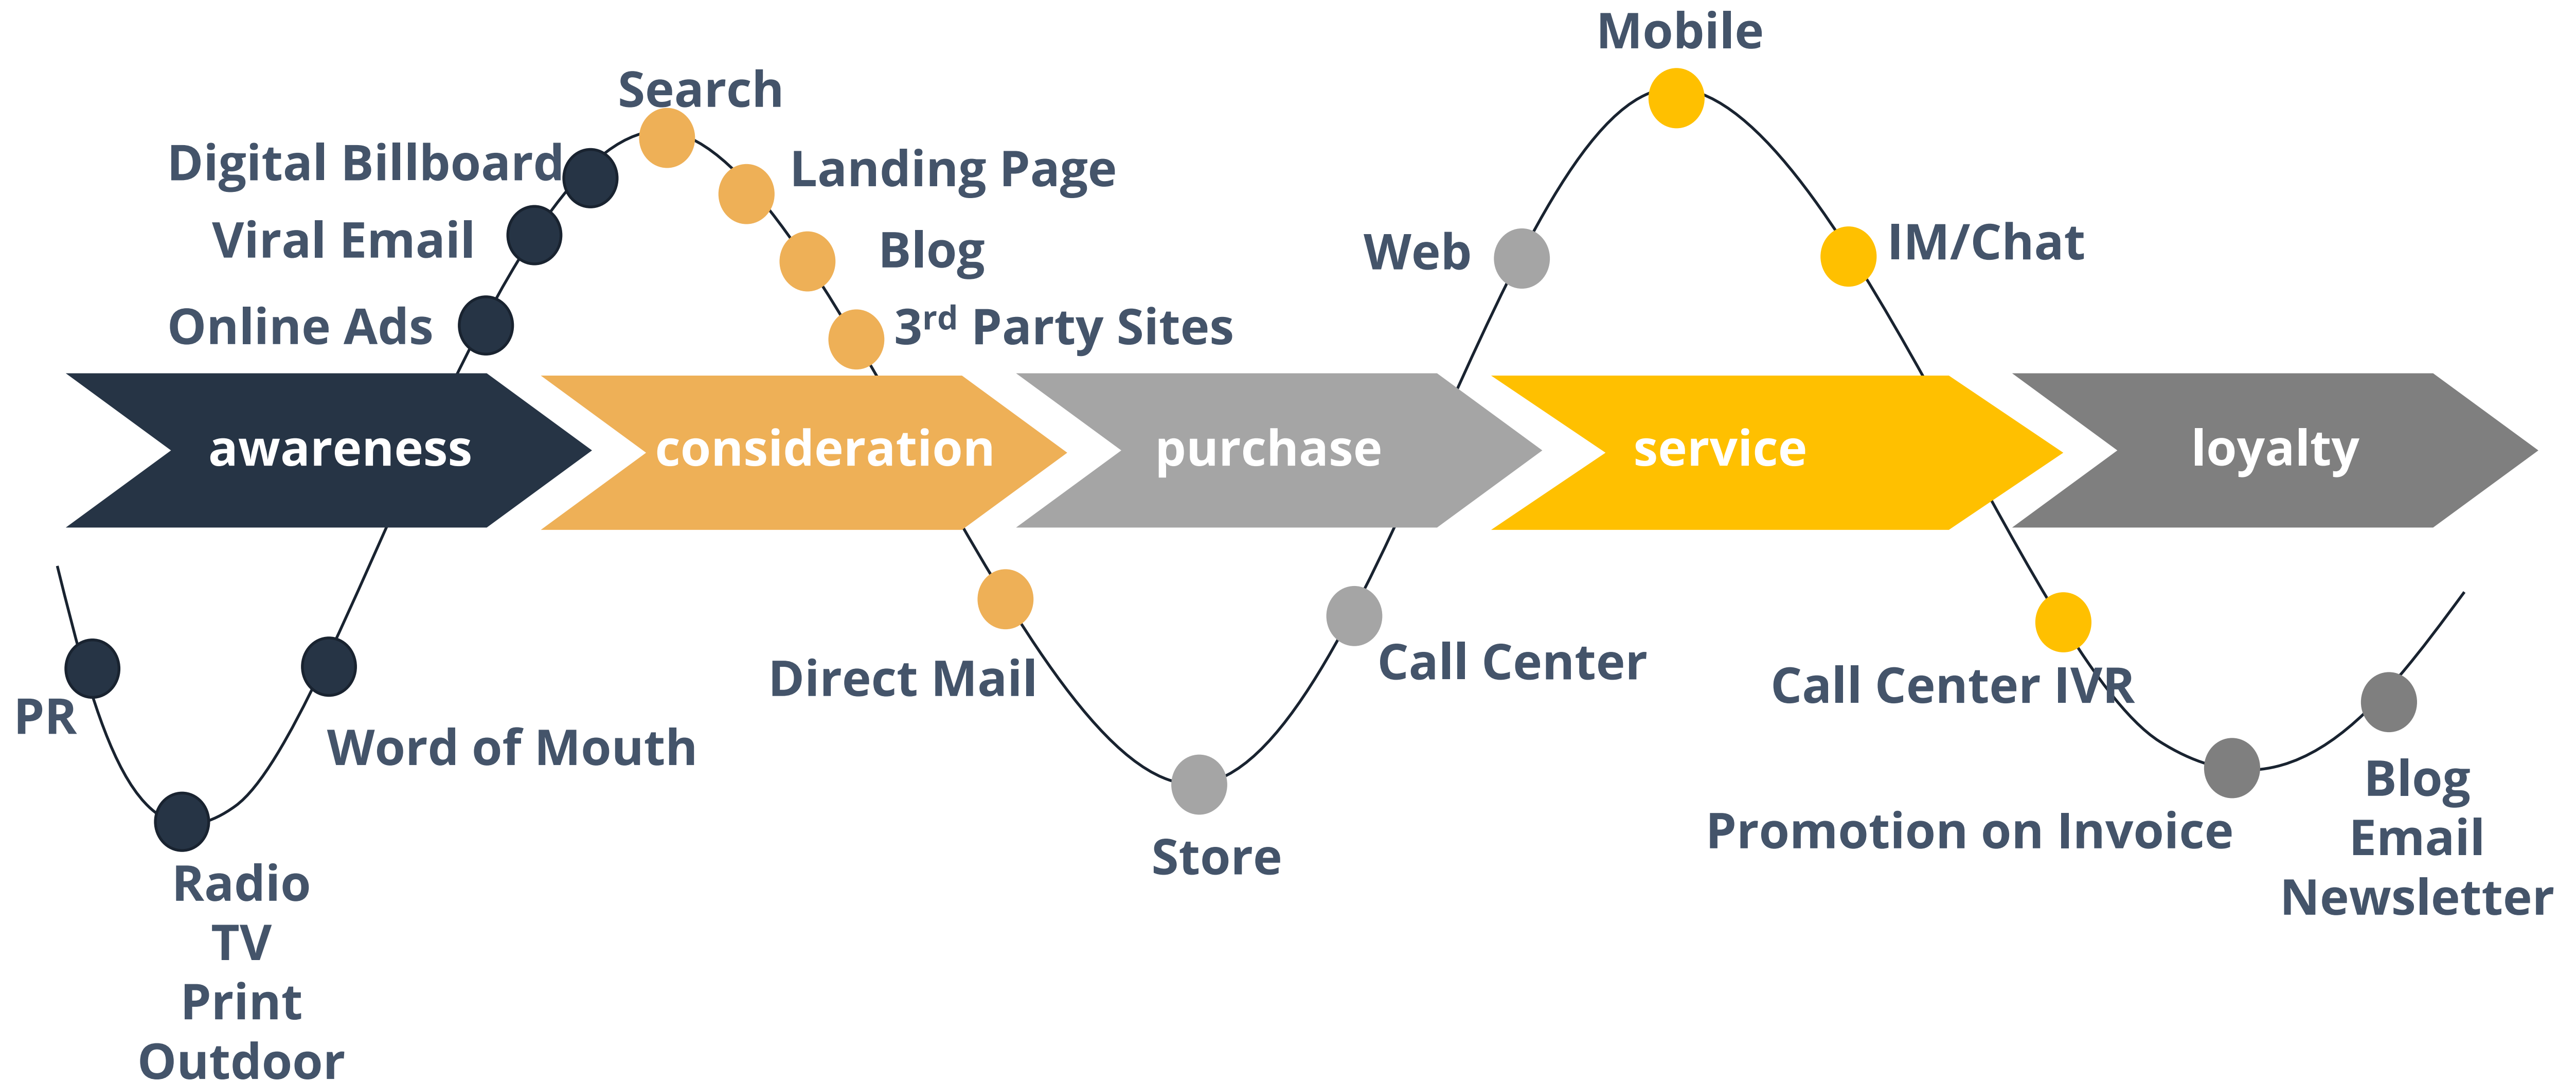 Mobile
Search
Digital Billboard
Landing Page
Viral Email
Blog
Web
IM/Chat
Online Ads
3rd Party Sites
awareness
consideration
purchase
service
loyalty
PR
Word of Mouth
Direct Mail
Call Center
Call Center IVR
Store
Promotion on Invoice
Blog
Email
Newsletter
Radio
TV
Print
Outdoor